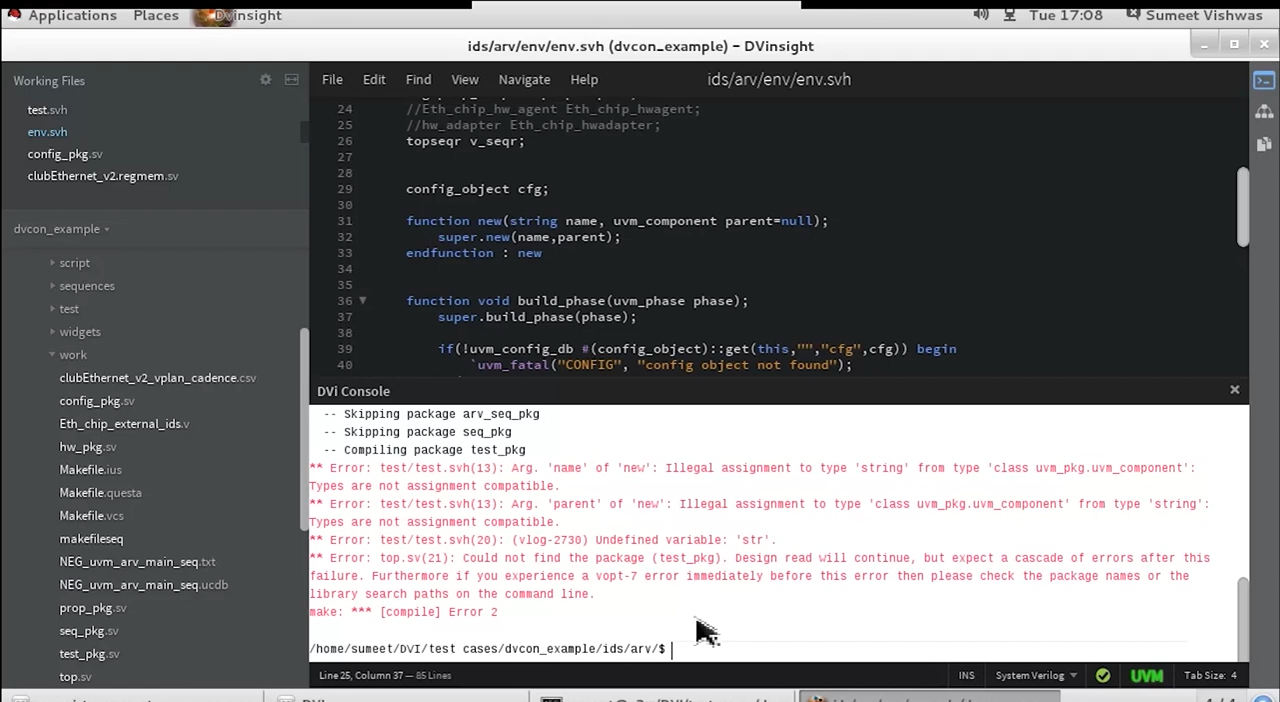 Applications Places Dvinsight Tue 17:08 Sumeet Vishwas
ids/arv/env/env.svh (dvcon_example) – DVinsight
Working Files
test.svh
env.svh
config_pkg.sv
clubEthernet_v2.regmem.sv
dvcon_example
script
sequences
test
widgets
work
clubEthernet_v2_vplan_cadence.csv
config_pkg.sv
Eth_chip_external_ids.v
hw_pkg.sv
Makefile.ius
Makefile.questa
Makefile.vcs
makefileseq
NEG_uvm_arv_main_seq.txt
NEG_uvm_arv_main_seq.ucdb
prop_pkg.sv
seq_pkg.sv
test_pkg.sv
top.sv
File Edit Find View Navigate Help ids/arv/env/env.svh
24 //Eth_chip_hw_agent Eth_chip_hwagent;
25 //hw_adapter Eth_chip_hwadapter;
26 topseqr v_seqr;
27
28
29 config_object cfg;
30
31 function new(string name, uvm_component parent=null);
32 super.new(name,parent);
33 endfunction : new
34
35
36 function void build_phase(uvm_phase phase);
37 super.build_phase(phase);
38
39 if(!uvm_config_db #(config_object)::get(this,"","cfg",cfg)) begin
40 `uvm_fatal("CONFIG", "config object not found");
DVi Console
-- Skipping package arv_seq_pkg
-- Skipping package seq_pkg
-- Compiling package test_pkg
** Error: test/test.svh(13): Arg. 'name' of 'new': Illegal assignment to type 'string' from type 'class uvm_pkg.uvm_component':
Types are not assignment compatible.
** Error: test/test.svh(13): Arg. 'parent' of 'new': Illegal assignment to type 'class uvm_pkg.uvm_component' from type 'string':
Types are not assignment compatible.
** Error: test/test.svh(20): (vlog-2730) Undefined variable: 'str'.
** Error: top.sv(21): Could not find the package (test_pkg). Design read will continue, but expect a cascade of errors after this
failure. Furthermore if you experience a vopt-7 error immediately before this error then please check the package names or the
library search paths on the command line.
make: *** [compile] Error 2
/home/sumeet/DVI/test cases/dvcon_example/ids/arv/$
Line 25, Column 37 — 85 Lines INS System Verilog UVM Tab Size: 4